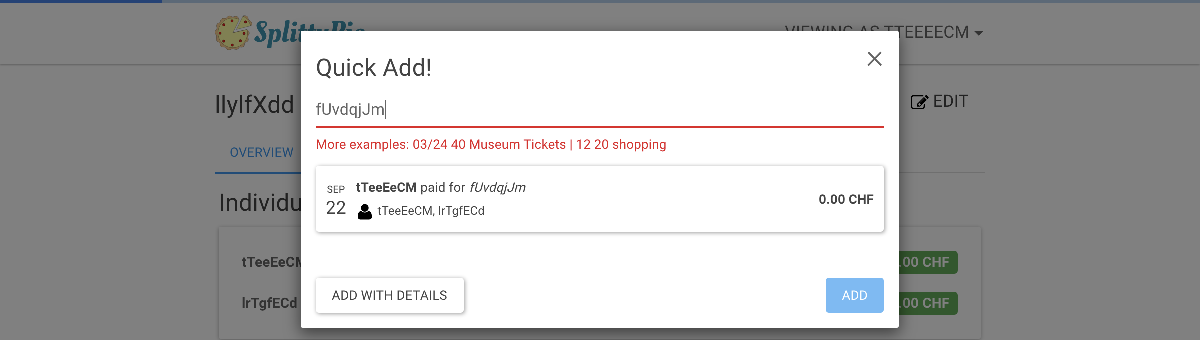 SplittyPie
VIEWING AS TTEEEECM
Quick Add!
llylfXdd
EDIT
fUvdqjJm
More examples: 03/24 40 Museum Tickets | 12 20 shopping
OVERVIEW
SEP
22
tTeeEeCM paid for fUvdqjJm
tTeeEeCM, lrTgfECd
0.00 CHF
Individu
tTeeEeCM
.00 CHF
lrTgfECd
.00 CHF
ADD WITH DETAILS
ADD